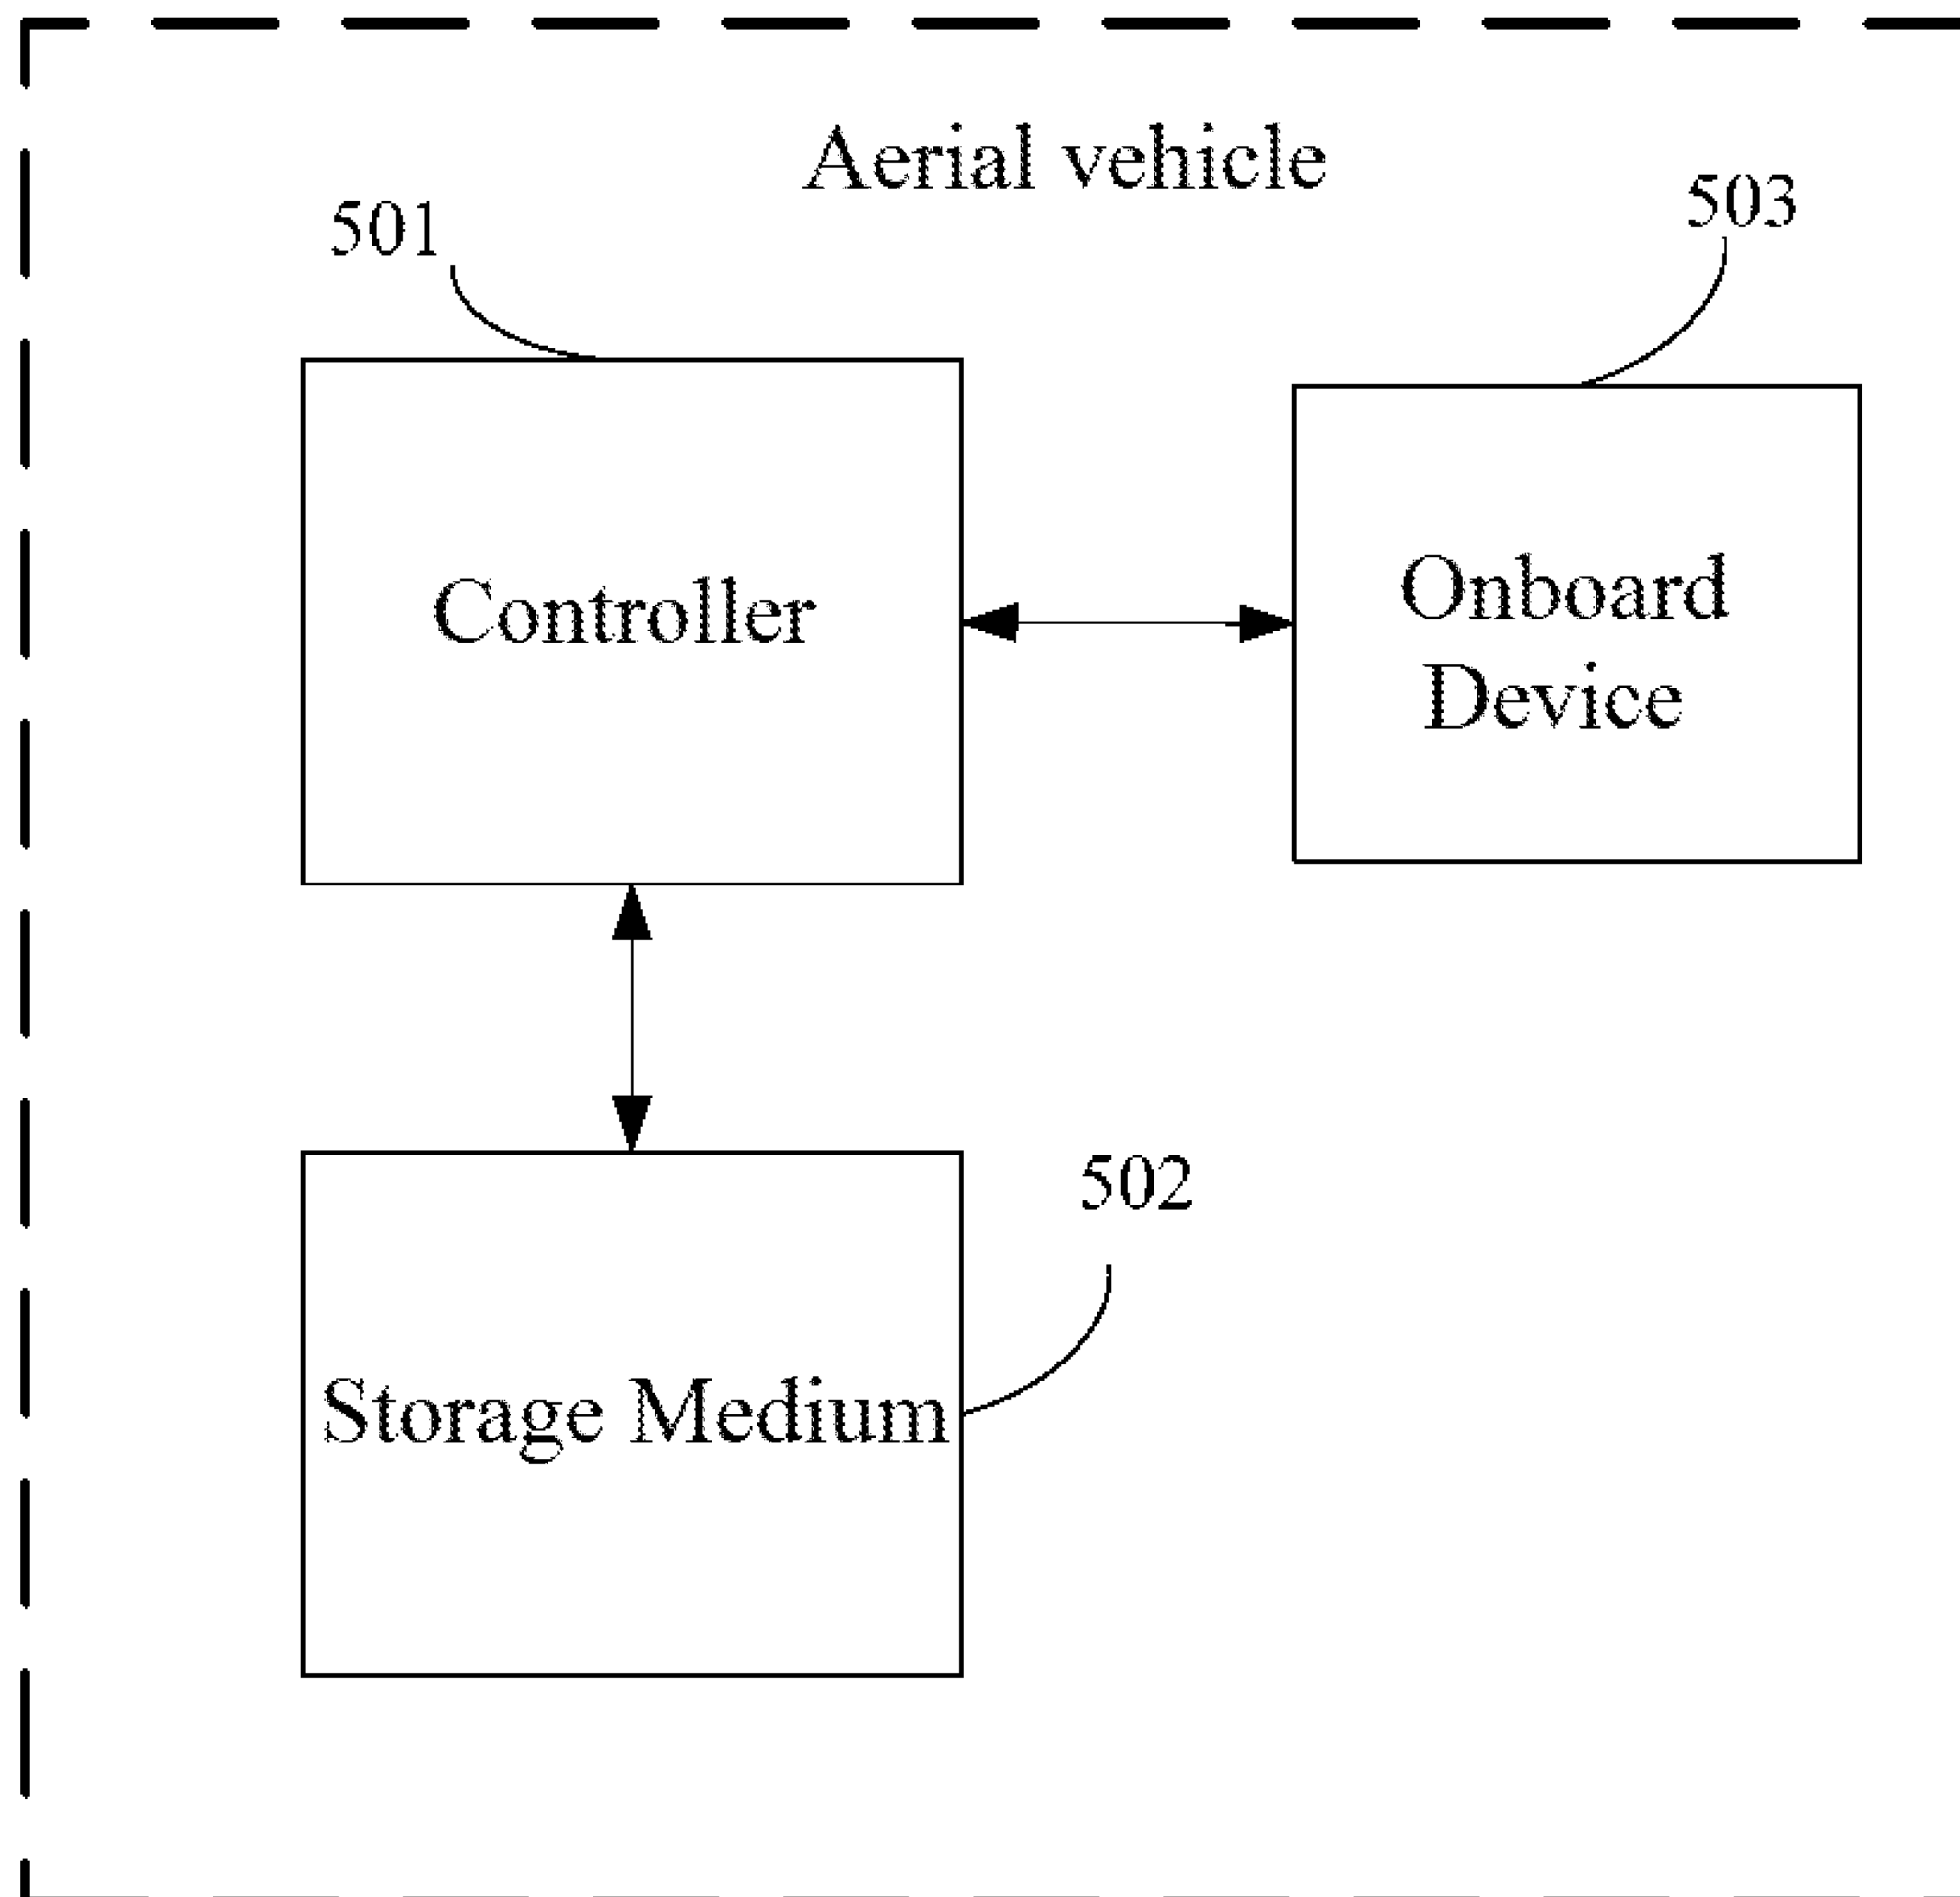 Aerial vehicle
501
503
Controller
Onboard
Device
502
Storage Medium